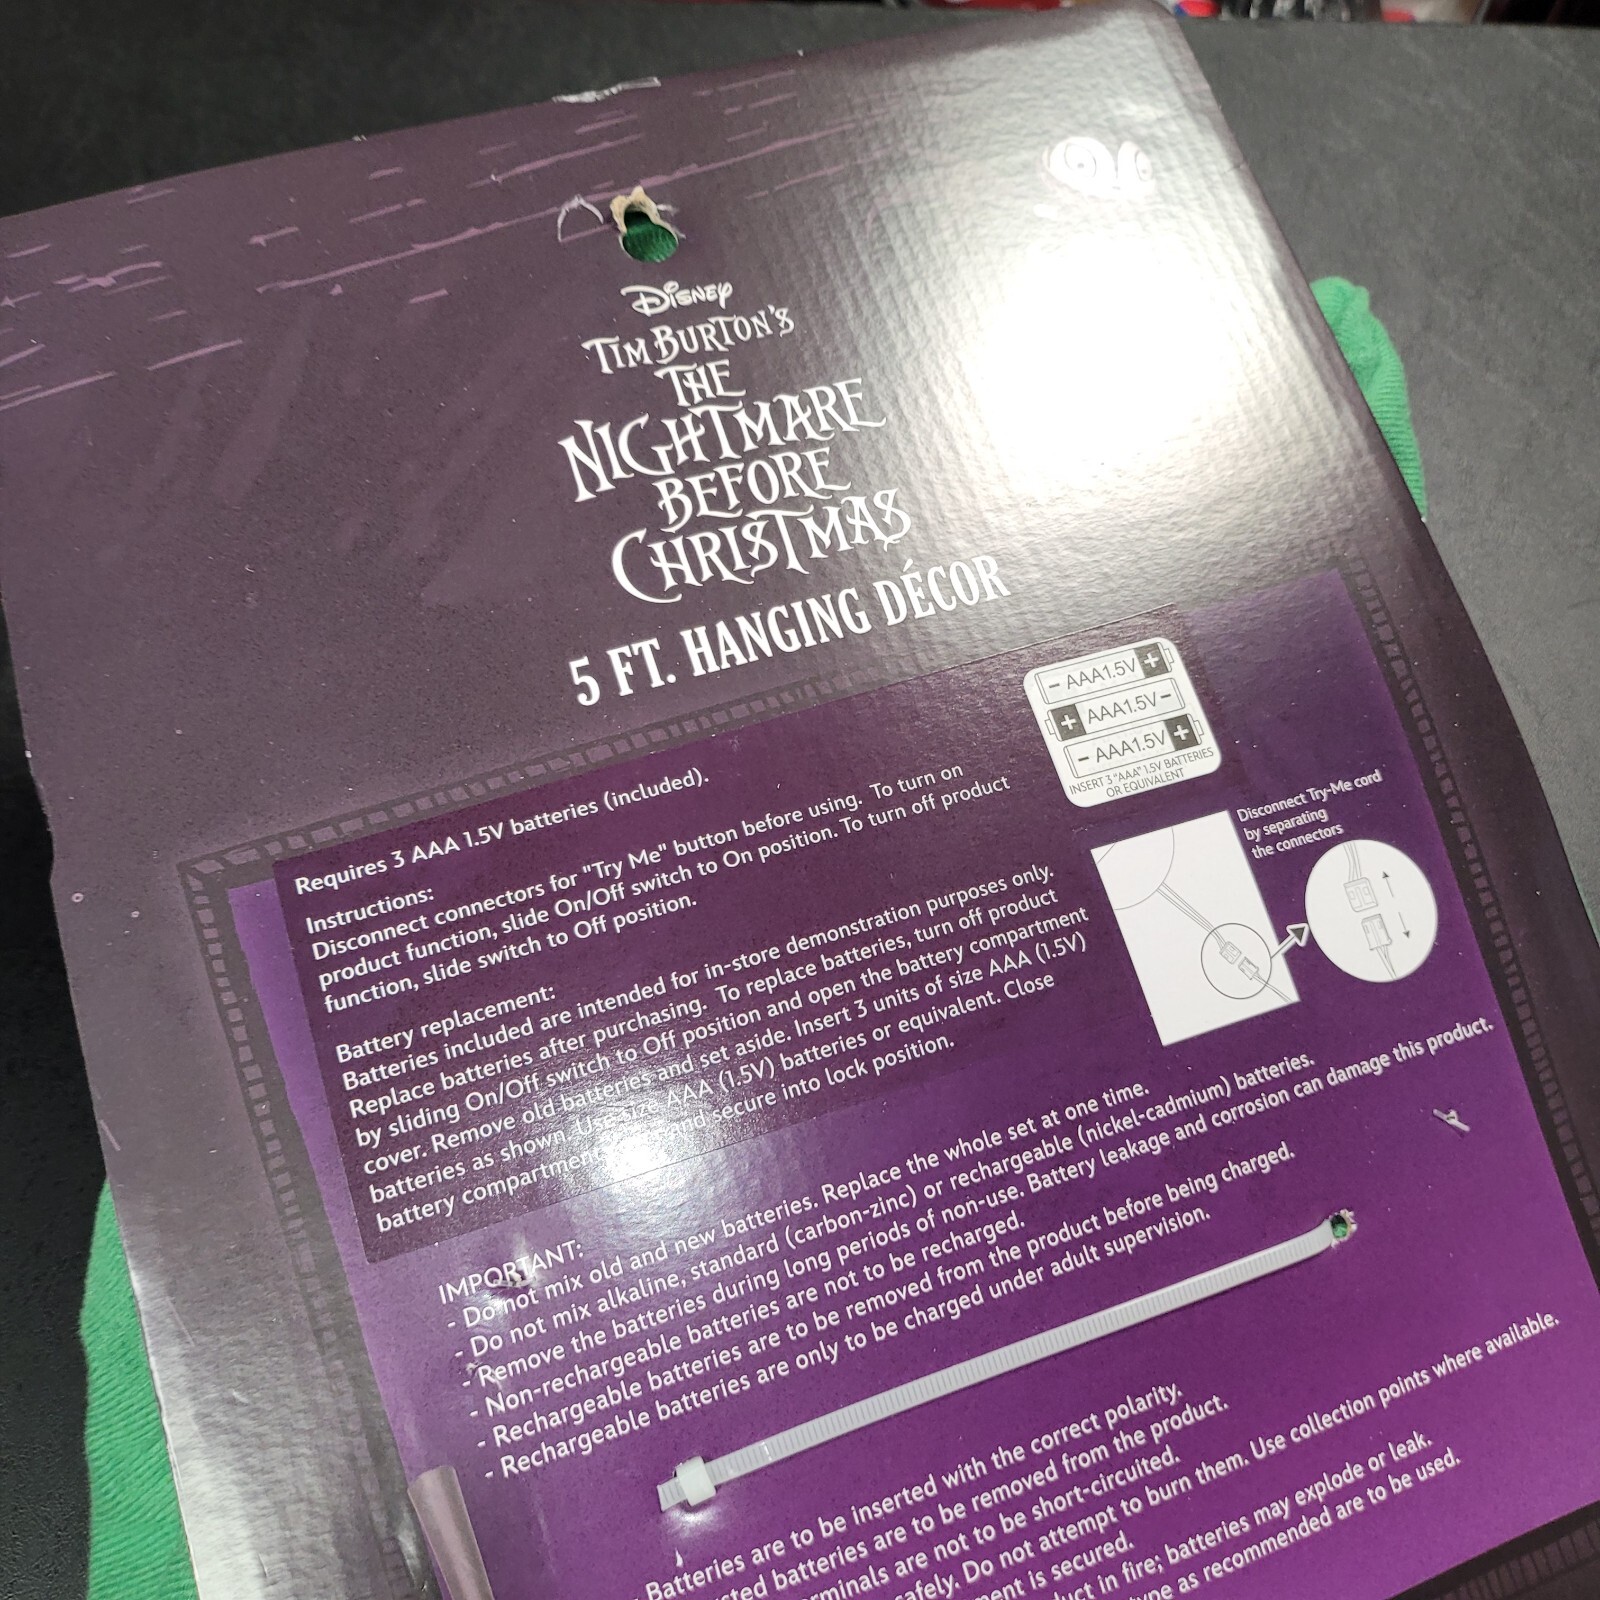 Disney
Tim Burton's
The
Nightmare
Before
Christmas
5 FT. HANGING DÉCOR
- AAA1.5V +
+ AAA1.5V -
- AAA1.5V +
INSERT 3 "AAA" 1.5V BATTERIES
OR EQUIVALENT
Requires 3 AAA 1.5V batteries (included).
Instructions:
Disconnect connectors for "Try Me" button before using. To turn on
product function, slide On/Off switch to On position. To turn off product
function, slide switch to Off position.
Disconnect Try-Me cord
by separating
the connectors
Battery replacement:
Batteries included are intended for in-store demonstration purposes only.
Replace batteries after purchasing. To replace batteries, turn off product
by sliding On/Off switch to Off position and open the battery compartment
cover. Remove old batteries and set aside. Insert 3 units of size AAA (1.5V)
batteries as shown. Use size AAA (1.5V) batteries or equivalent. Close
battery compartment and secure into lock position.
IMPORTANT:
- Do not mix old and new batteries. Replace the whole set at one time.
- Do not mix alkaline, standard (carbon-zinc) or rechargeable (nickel-cadmium) batteries.
- Remove the batteries during long periods of non-use. Battery leakage and corrosion can damage this product.
- Non-rechargeable batteries are not to be recharged.
- Rechargeable batteries are to be removed from the product before being charged.
- Rechargeable batteries are only to be charged under adult supervision.
Batteries are to be inserted with the correct polarity.
batteries are to be removed from the product.
are not to be short-circuited.
safely. Do not attempt to burn them. Use collection points where available.
is secured.
in fire; batteries may explode or leak.
type as recommended are to be used.